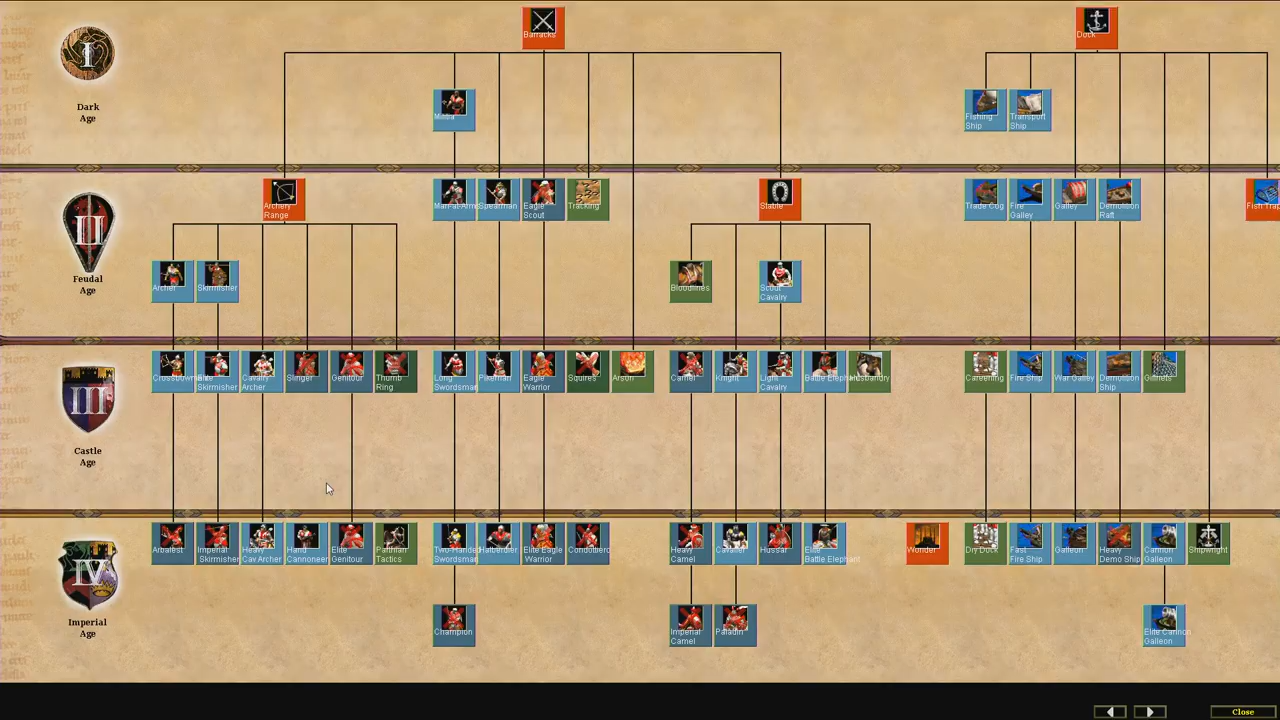 Barracks
Dock
I
Dark
Age
Militia
Fishing
Ship
Transport
Ship
II
Feudal
Age
Archery
Range
Man-at-Arms
Spearman
Eagle
Scout
Tracking
Stable
Trade Cog
Fire
Galley
Galley
Demolition
Raft
Fish Trap
Archer
Skirmisher
Bloodlines
Scout
Cavalry
III
Castle
Age
Crossbowman
Elite
Skirmisher
Cavalry
Archer
Slinger
Genitour
Thumb
Ring
Long
Swordsman
Pikeman
Eagle
Warrior
Squires
Arson
Camel
Knight
Light
Cavalry
Battle Elephant
Husbandry
Careening
Fire Ship
War Galley
Demolition
Ship
Gillnets
IV
Imperial
Age
Arbalest
Imperial
Skirmisher
Heavy
Cav Archer
Hand
Cannoneer
Elite
Genitour
Parthian
Tactics
Two-Handed
Swordsman
Halberdier
Elite Eagle
Warrior
Condottiero
Heavy
Camel
Cavalier
Hussar
Elite
Battle Elephant
Wonder
Dry Dock
Fast
Fire Ship
Galleon
Heavy
Demo Ship
Cannon
Galleon
Shipwright
Champion
Imperial
Camel
Paladin
Elite Cannon
Galleon
Close